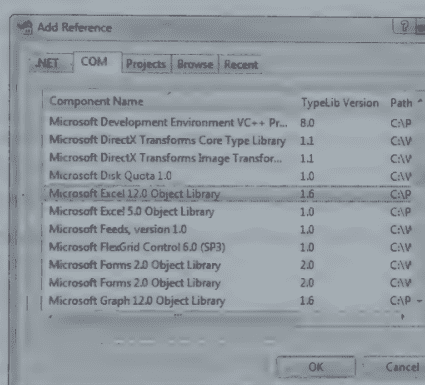 Add Reference
.NET COM Projects Browse Recent
Component Name TypeLib Version Path
Microsoft Development Environment VC++ Pr... 8.0 C:\P
Microsoft DirectX Transforms Core Type Library 1.1 C:\W
Microsoft DirectX Transforms Image Transfor... 1.1 C:\W
Microsoft Disk Quota 1.0 1.0 C:\W
Microsoft Excel 12.0 Object Library 1.6 C:\P
Microsoft Excel 5.0 Object Library 1.0 C:\P
Microsoft Feeds, version 1.0 1.0 C:\W
Microsoft FlexGrid Control 6.0 (SP3) 1.0 C:\W
Microsoft Forms 2.0 Object Library 2.0 C:\W
Microsoft Forms 2.0 Object Library 2.0 C:\W
Microsoft Graph 12.0 Object Library 1.6 C:\P
OK Cancel